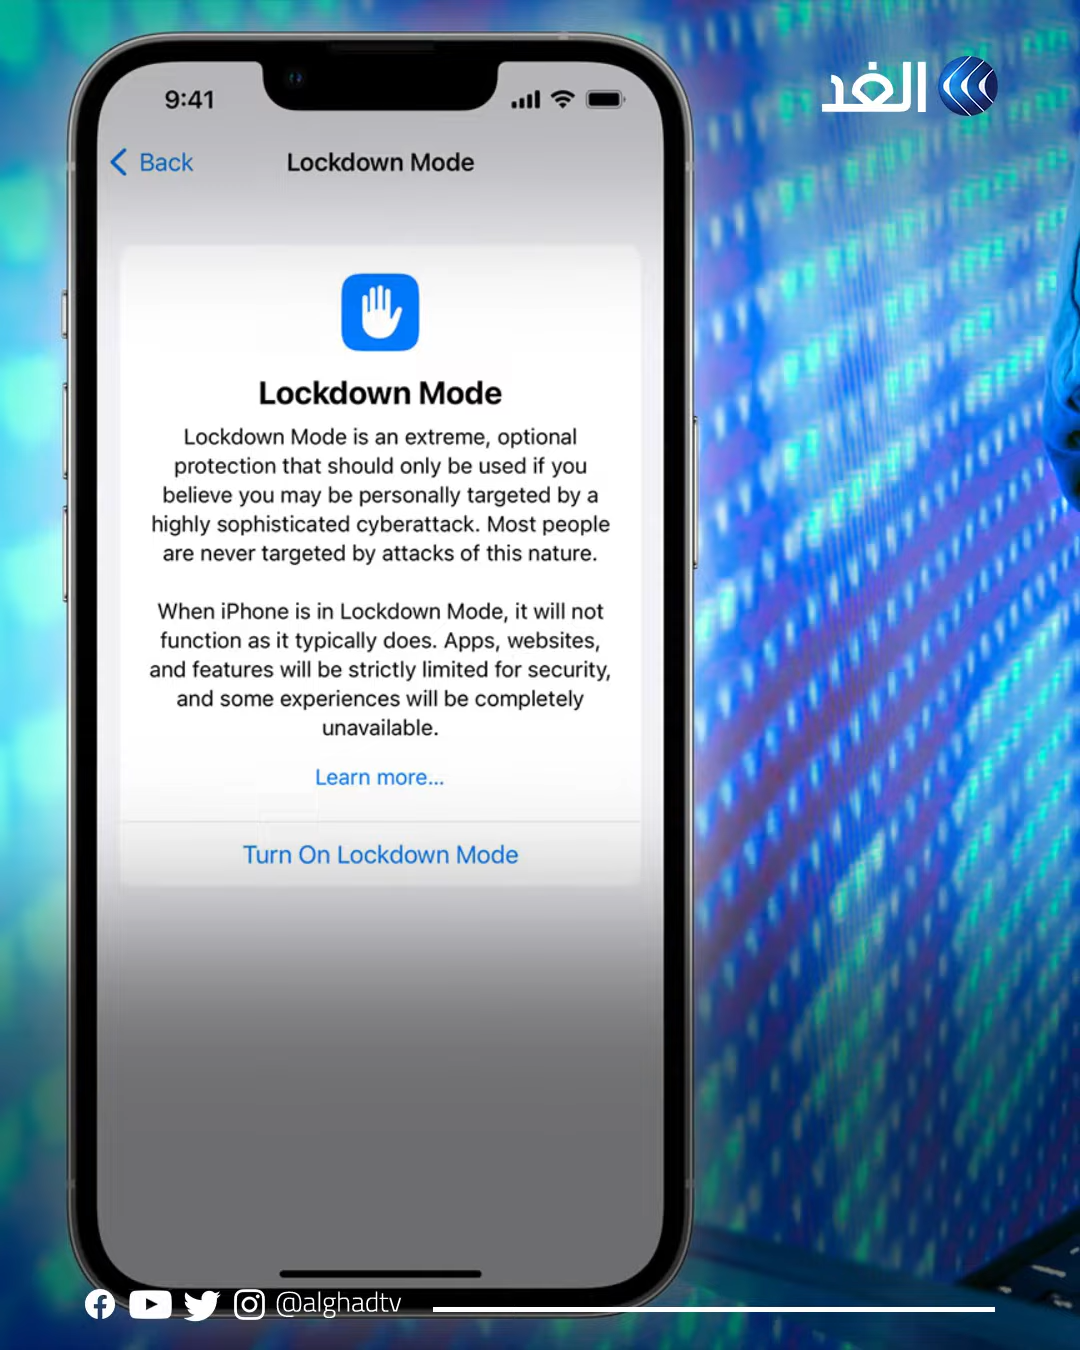 الغد
9:41
Back
Lockdown Mode
Lockdown Mode
Lockdown Mode is an extreme, optional
protection that should only be used if you
believe you may be personally targeted by a
highly sophisticated cyberattack. Most people
are never targeted by attacks of this nature.
When iPhone is in Lockdown Mode, it will not
function as it typically does. Apps, websites,
and features will be strictly limited for security,
and some experiences will be completely
unavailable.
Learn more...
Turn On Lockdown Mode
@alghadtv